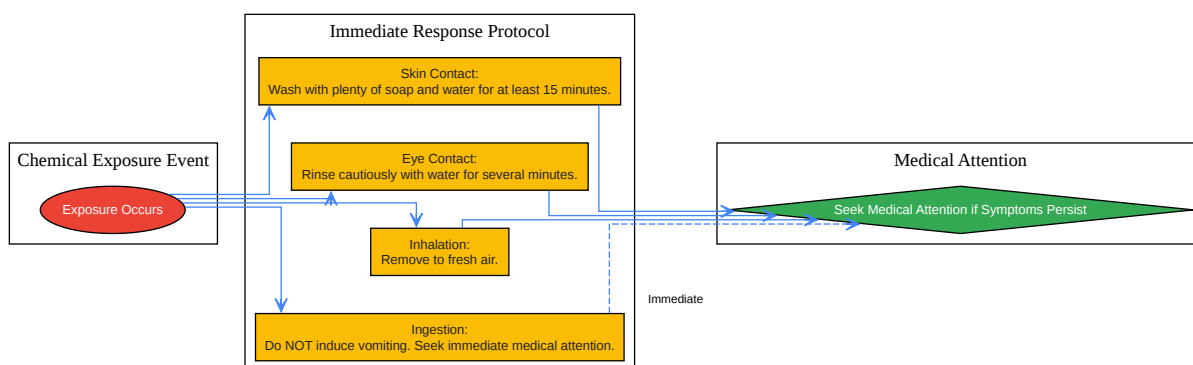 Chemical Exposure Event
Exposure Occurs
Immediate Response Protocol
Skin Contact:
Wash with plenty of soap and water for at least 15 minutes.
Eye Contact:
Rinse cautiously with water for several minutes.
Inhalation:
Remove to fresh air.
Ingestion:
Do NOT induce vomiting. Seek immediate medical attention.
Immediate
Medical Attention
Seek Medical Attention if Symptoms Persist